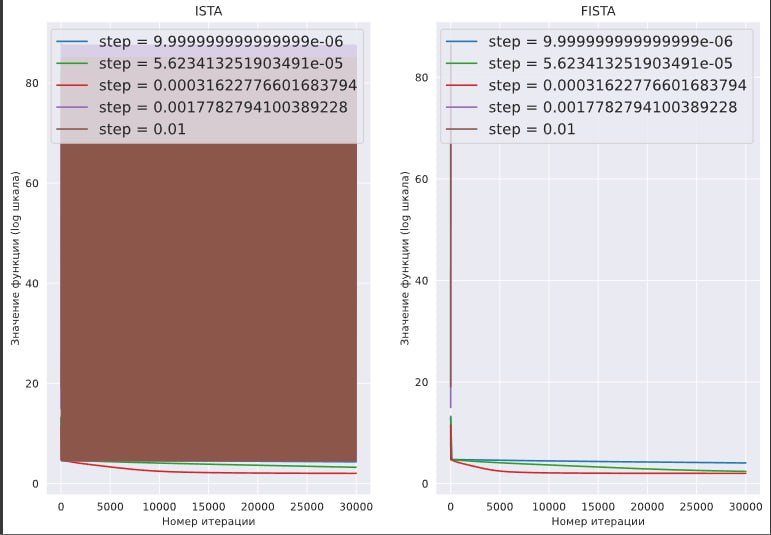 ISTA
step = 9.999999999999999e-06
step = 5.623413251903491e-05
step = 0.00031622776601683794
step = 0.0017782794100389228
step = 0.01
80
60
40
20
0
Значение функции (log шкала)
0 5000 10000 15000 20000 25000 30000
Номер итерации
FISTA
step = 9.999999999999999e-06
step = 5.623413251903491e-05
step = 0.00031622776601683794
step = 0.0017782794100389228
step = 0.01
80
60
40
20
0
Значение функции (log шкала)
0 5000 10000 15000 20000 25000 30000
Номер итерации